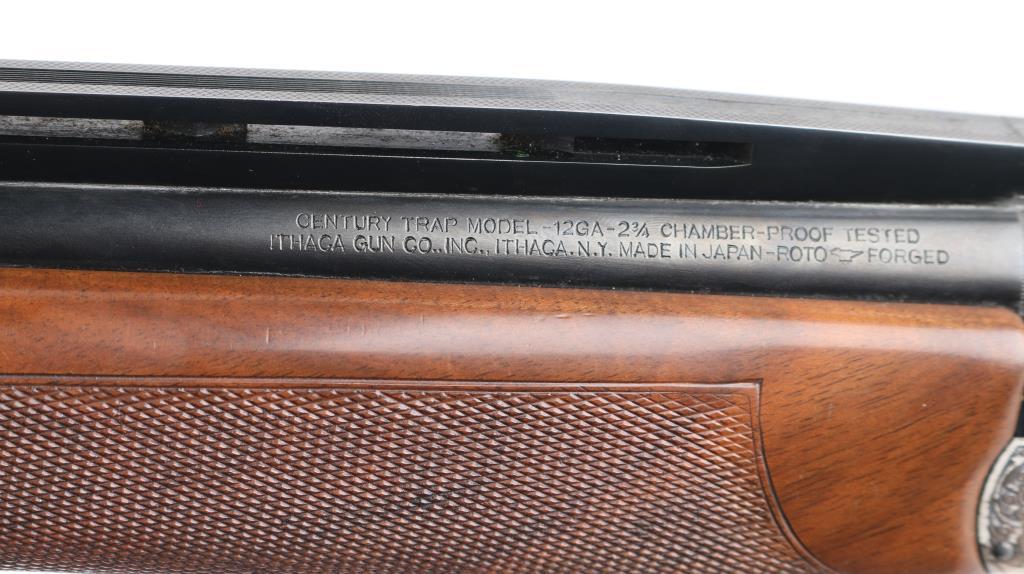 CENTURY TRAP MODEL-12GA-2¾ CHAMBER-PROOF TESTED
ITHACA GUN CO., INC., ITHACA. N.Y. MADE IN JAPAN-ROTO FORGED